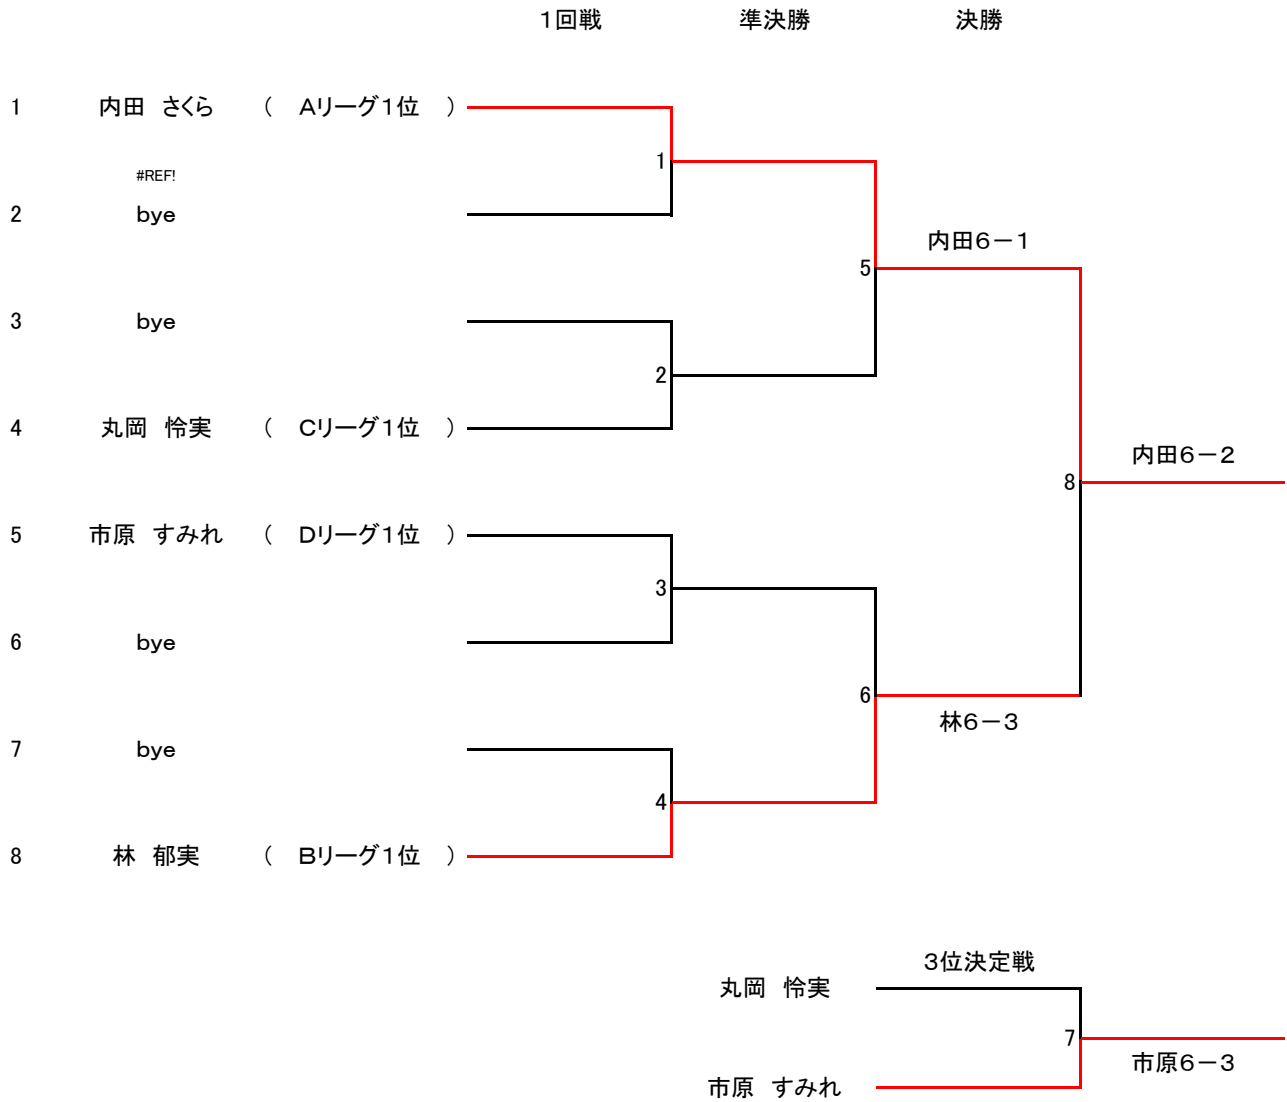 １回戦　準決勝　決勝
1　内田　さくら　（　Aリーグ１位　）
1
#REF!
2　bye
内田６－１
5
3　bye
2
4　丸岡　怜実　（　Cリーグ１位　）
内田６－２
8
5　市原　すみれ　（　Dリーグ１位　）
3
6　bye
6
林６－３
7　bye
4
8　林　郁実　（　Bリーグ１位　）
３位決定戦
丸岡　怜実
7
市原６－３
市原　すみれ